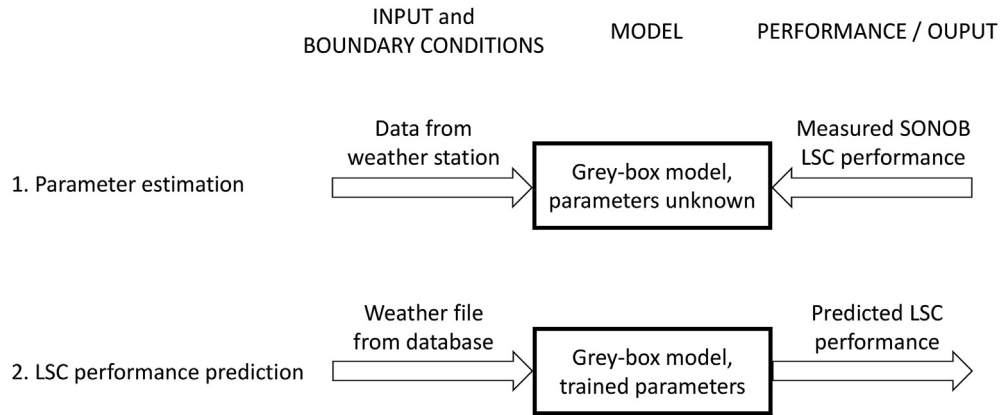 INPUT and
BOUNDARY CONDITIONS
MODEL
PERFORMANCE / OUPUT
1. Parameter estimation
Data from
weather station
Grey-box model,
parameters unknown
Measured SONOB
LSC performance
2. LSC performance prediction
Weather file
from database
Grey-box model,
trained parameters
Predicted LSC
performance